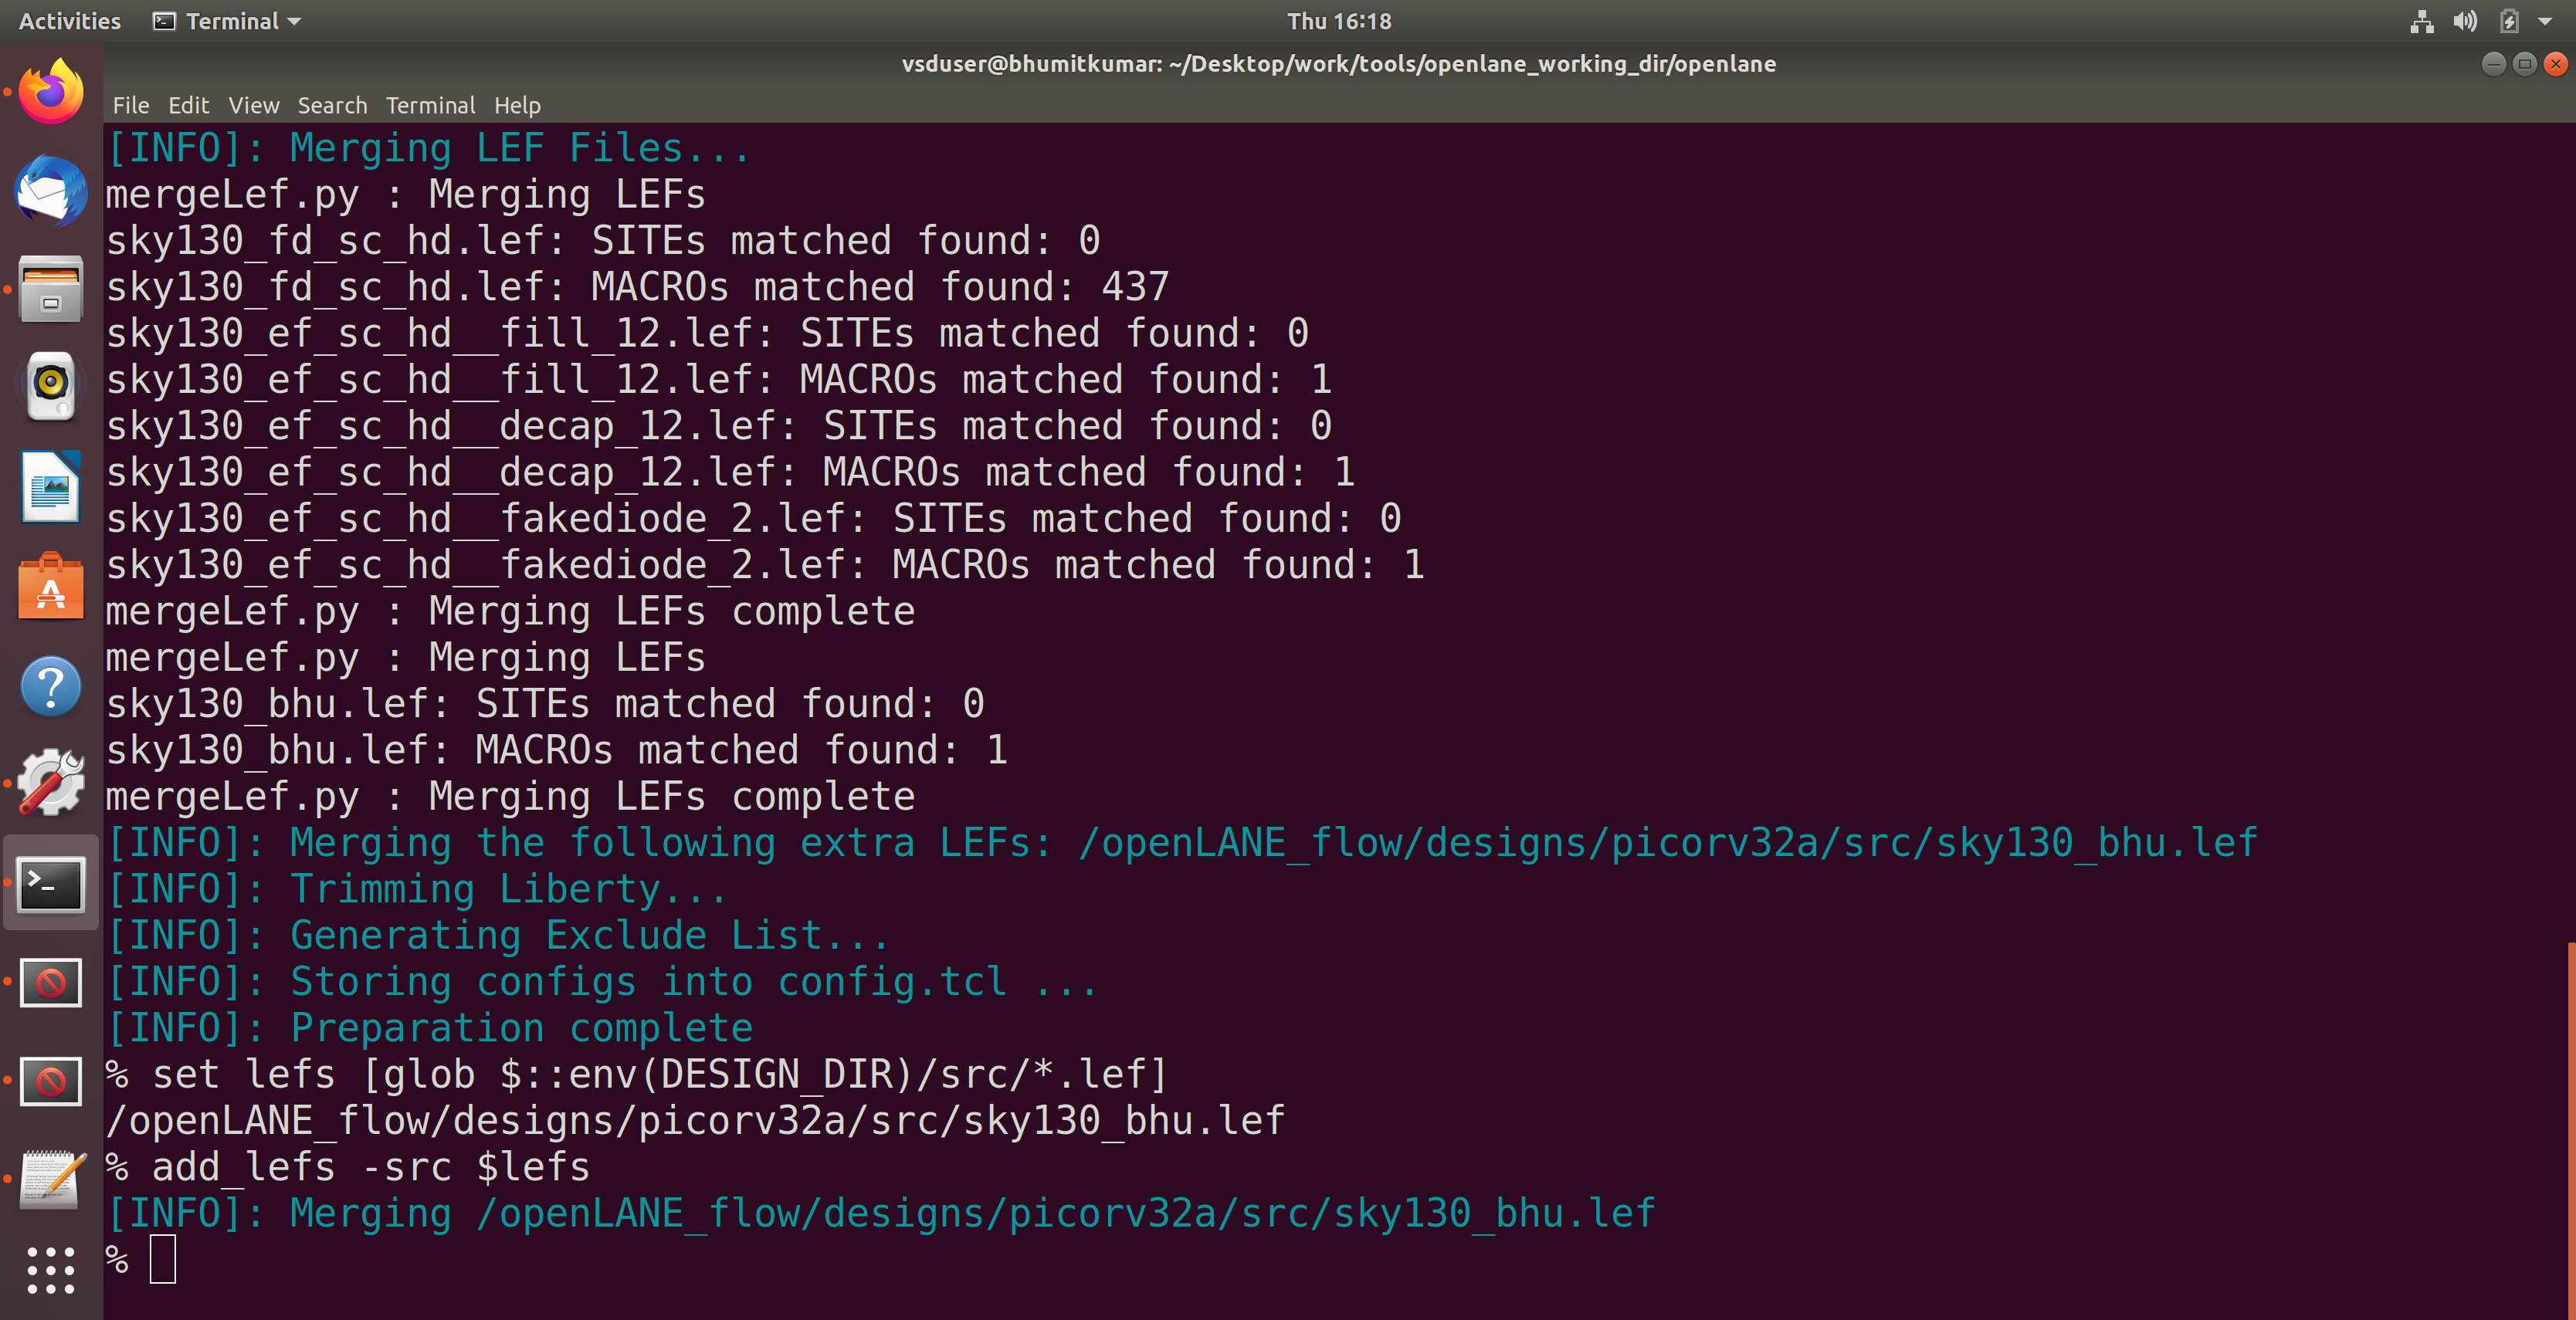 Activities Terminal Thu 16:18
vsduser@bhumitkumar: ~/Desktop/work/tools/openlane_working_dir/openlane
File Edit View Search Terminal Help
[INFO]: Merging LEF Files...
mergeLef.py : Merging LEFs
sky130_fd_sc_hd.lef: SITEs matched found: 0
sky130_fd_sc_hd.lef: MACROs matched found: 437
sky130_ef_sc_hd__fill_12.lef: SITEs matched found: 0
sky130_ef_sc_hd__fill_12.lef: MACROs matched found: 1
sky130_ef_sc_hd__decap_12.lef: SITEs matched found: 0
sky130_ef_sc_hd__decap_12.lef: MACROs matched found: 1
sky130_ef_sc_hd__fakediode_2.lef: SITEs matched found: 0
sky130_ef_sc_hd__fakediode_2.lef: MACROs matched found: 1
mergeLef.py : Merging LEFs complete
mergeLef.py : Merging LEFs
sky130_bhu.lef: SITEs matched found: 0
sky130_bhu.lef: MACROs matched found: 1
mergeLef.py : Merging LEFs complete
[INFO]: Merging the following extra LEFs: /openLANE_flow/designs/picorv32a/src/sky130_bhu.lef
[INFO]: Trimming Liberty...
[INFO]: Generating Exclude List...
[INFO]: Storing configs into config.tcl ...
[INFO]: Preparation complete
% set lefs [glob $::env(DESIGN_DIR)/src/*.lef]
/openLANE_flow/designs/picorv32a/src/sky130_bhu.lef
% add_lefs -src $lefs
[INFO]: Merging /openLANE_flow/designs/picorv32a/src/sky130_bhu.lef
%